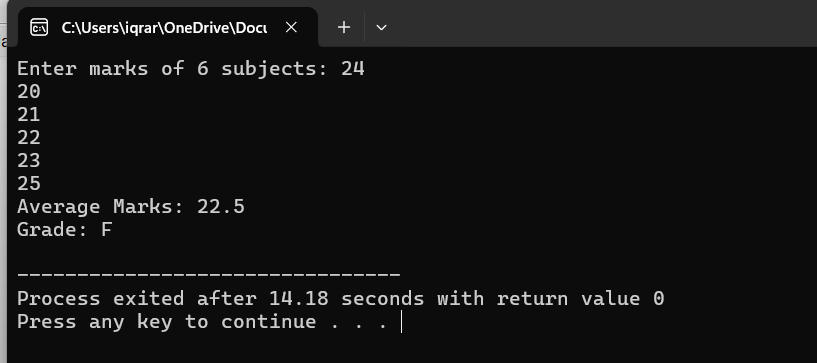 C:\Users\iqrar\OneDrive\Docu
Enter marks of 6 subjects: 24
20
21
22
23
25
Average Marks: 22.5
Grade: F
--------------------------------
Process exited after 14.18 seconds with return value 0
Press any key to continue . . .